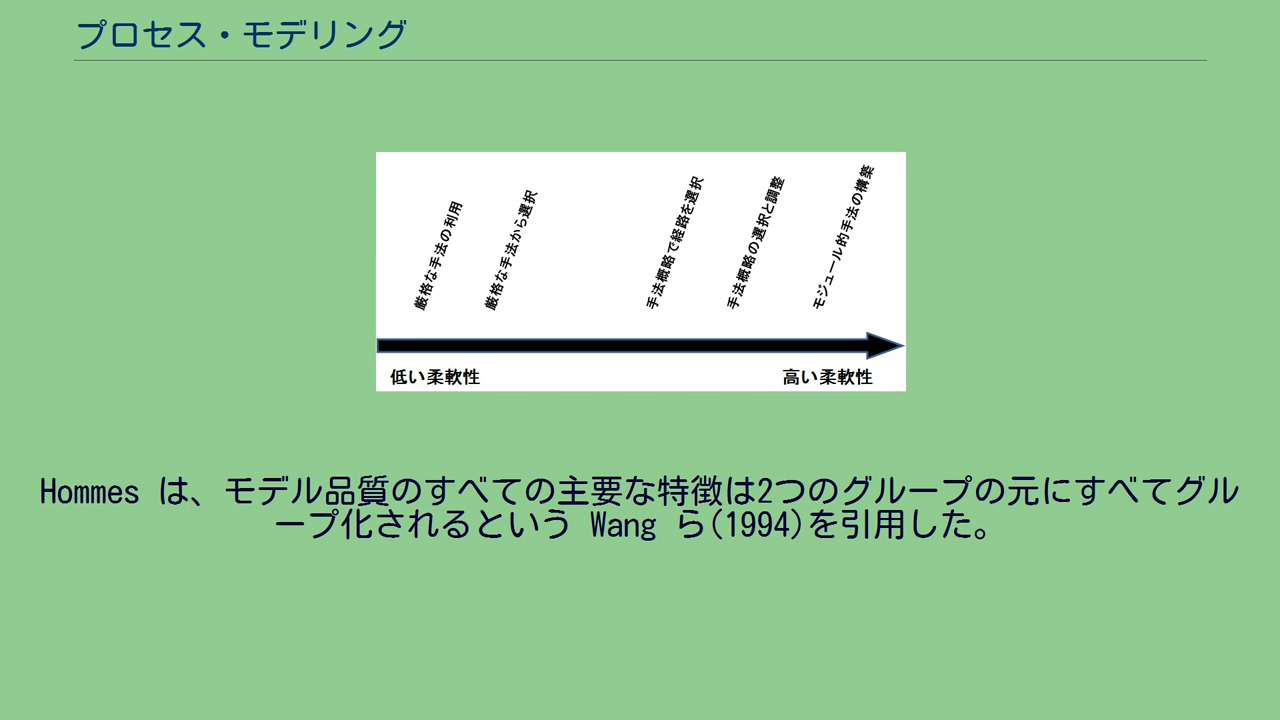 プロセス・モデリング
厳格な手法の利用
厳格な手法から選択
手法概略で経路を選択
手法概略の選択と調整
モジュール的手法の構築
低い柔軟性
高い柔軟性
Hommes は、モデル品質のすべての主要な特徴は2つのグループの元にすべてグル
ープ化されるという Wang ら(1994)を引用した。